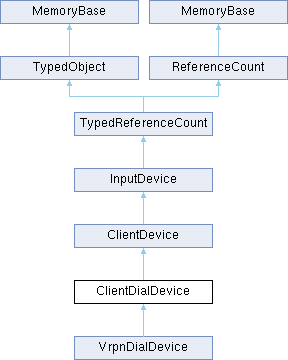 MemoryBase MemoryBase
TypedObject ReferenceCount
TypedReferenceCount
InputDevice
ClientDevice
ClientDialDevice
VrpnDialDevice